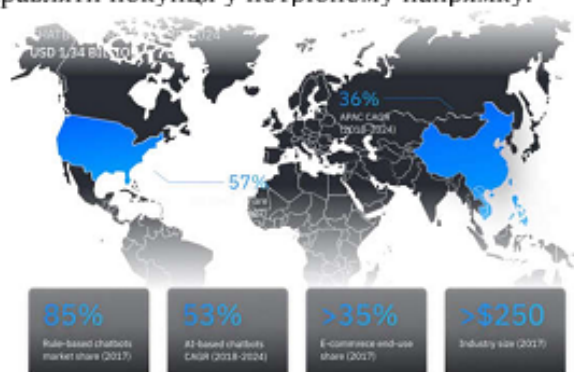 покупця у потрібному напрямку.
USD 1,34
36%
APAC CAGR
(2018-2024)
57%
85%
Rule-based chatbots
market share (2017)
53%
AI-based chatbots
CAGR (2018-2024)
>35%
E-commerce end-use
share (2017)
>$250
Industry size (2017)